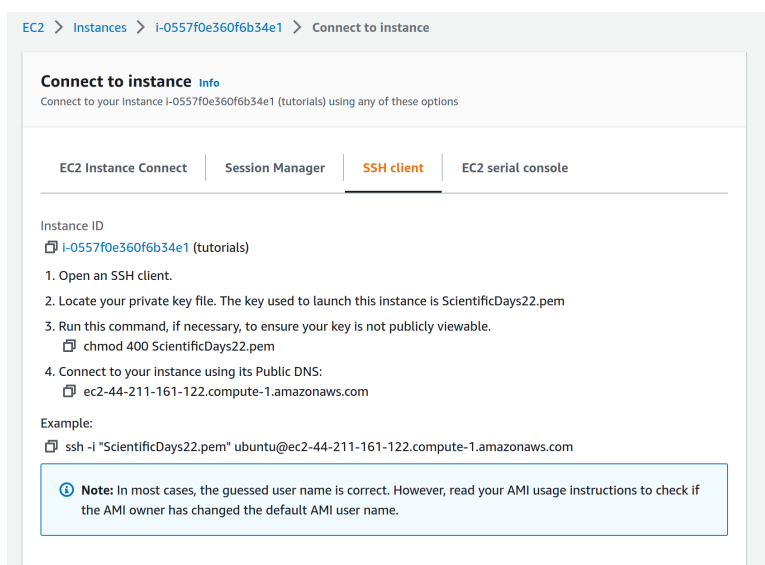 EC2 > Instances > i-0557f0e360f6b34e1 > Connect to instance
Connect to instance Info
Connect to your instance i-0557f0e360f6b34e1 (tutorials) using any of these options
EC2 Instance Connect Session Manager SSH client EC2 serial console
Instance ID
i-0557f0e360f6b34e1 (tutorials)
1. Open an SSH client.
2. Locate your private key file. The key used to launch this instance is ScientificDays22.pem
3. Run this command, if necessary, to ensure your key is not publicly viewable.
chmod 400 ScientificDays22.pem
4. Connect to your instance using its Public DNS:
ec2-44-211-161-122.compute-1.amazonaws.com
Example:
ssh -i "ScientificDays22.pem" ubuntu@ec2-44-211-161-122.compute-1.amazonaws.com
Note: In most cases, the guessed user name is correct. However, read your AMI usage instructions to check if
the AMI owner has changed the default AMI user name.